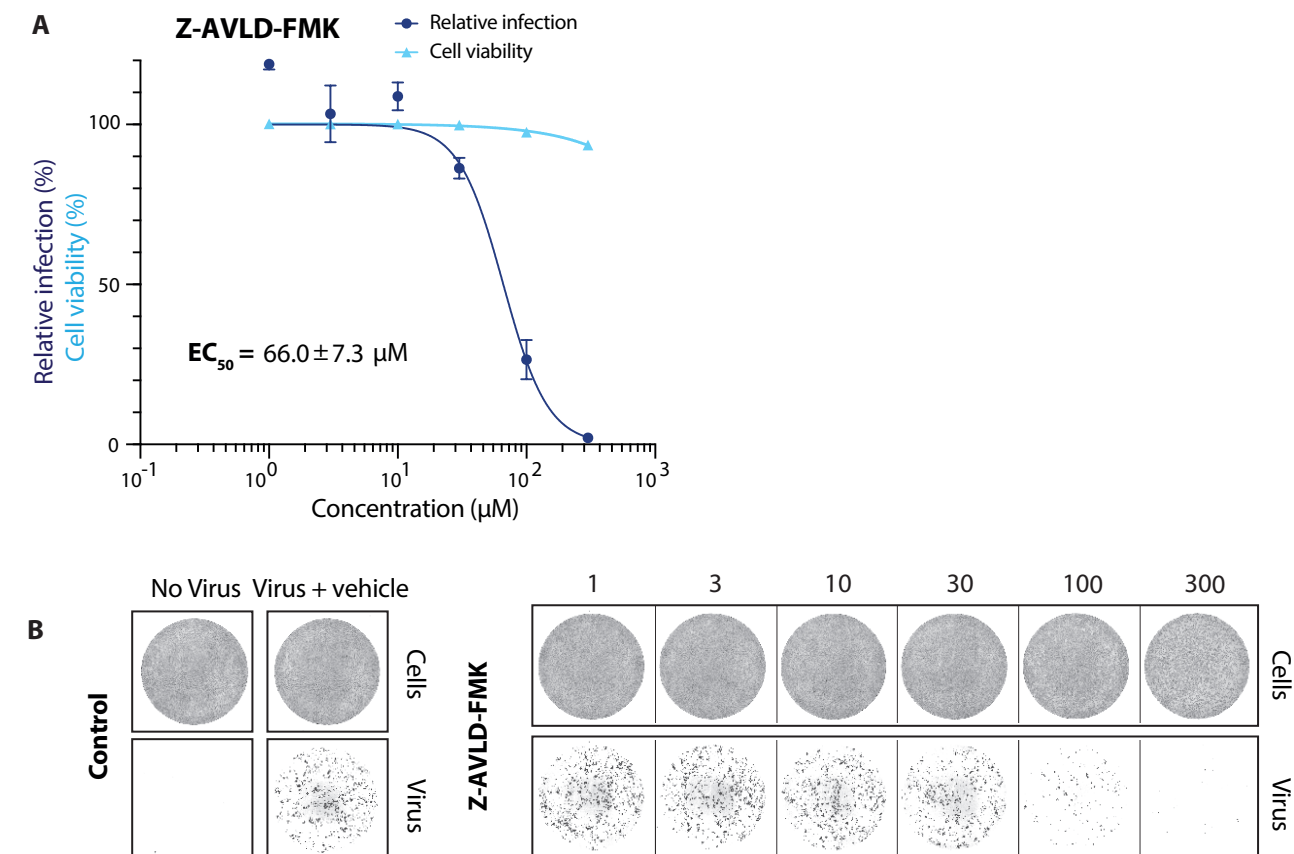 A
Z-AVLD-FMK
Relative infection
Cell viability
Relative infection (%)
Cell viability (%)
100
50
0
EC50 = 66.0 ± 7.3 µM
10-1 100 101 102 103
Concentration (µM)
B
No Virus Virus + vehicle
Control
Cells
Virus
Z-AVLD-FMK
1 3 10 30 100 300
Cells
Virus